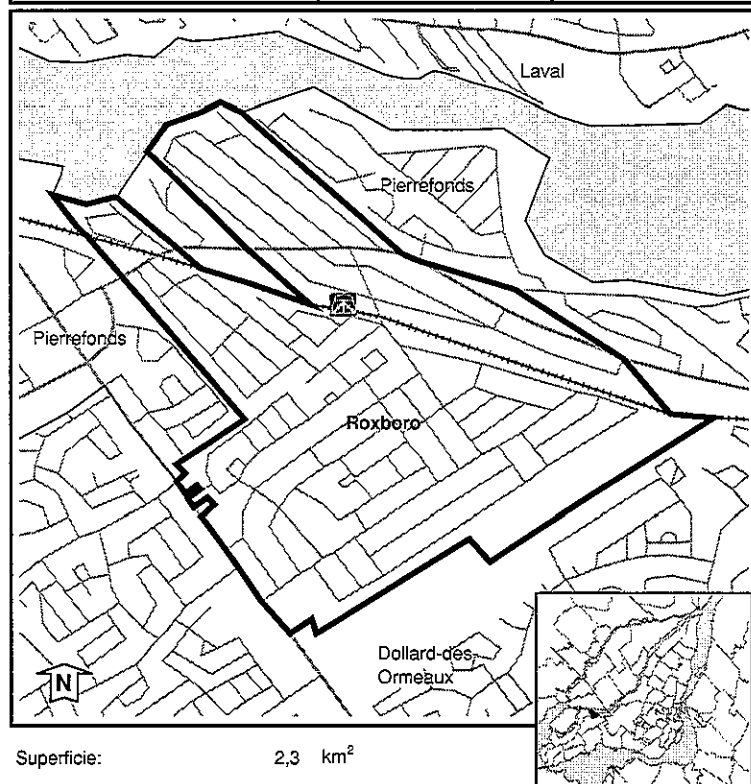 Laval
Pierrefonds
Pierrefonds
Roxboro
Dollard-des
Ormeaux
N
Superficie: 2,3 km²